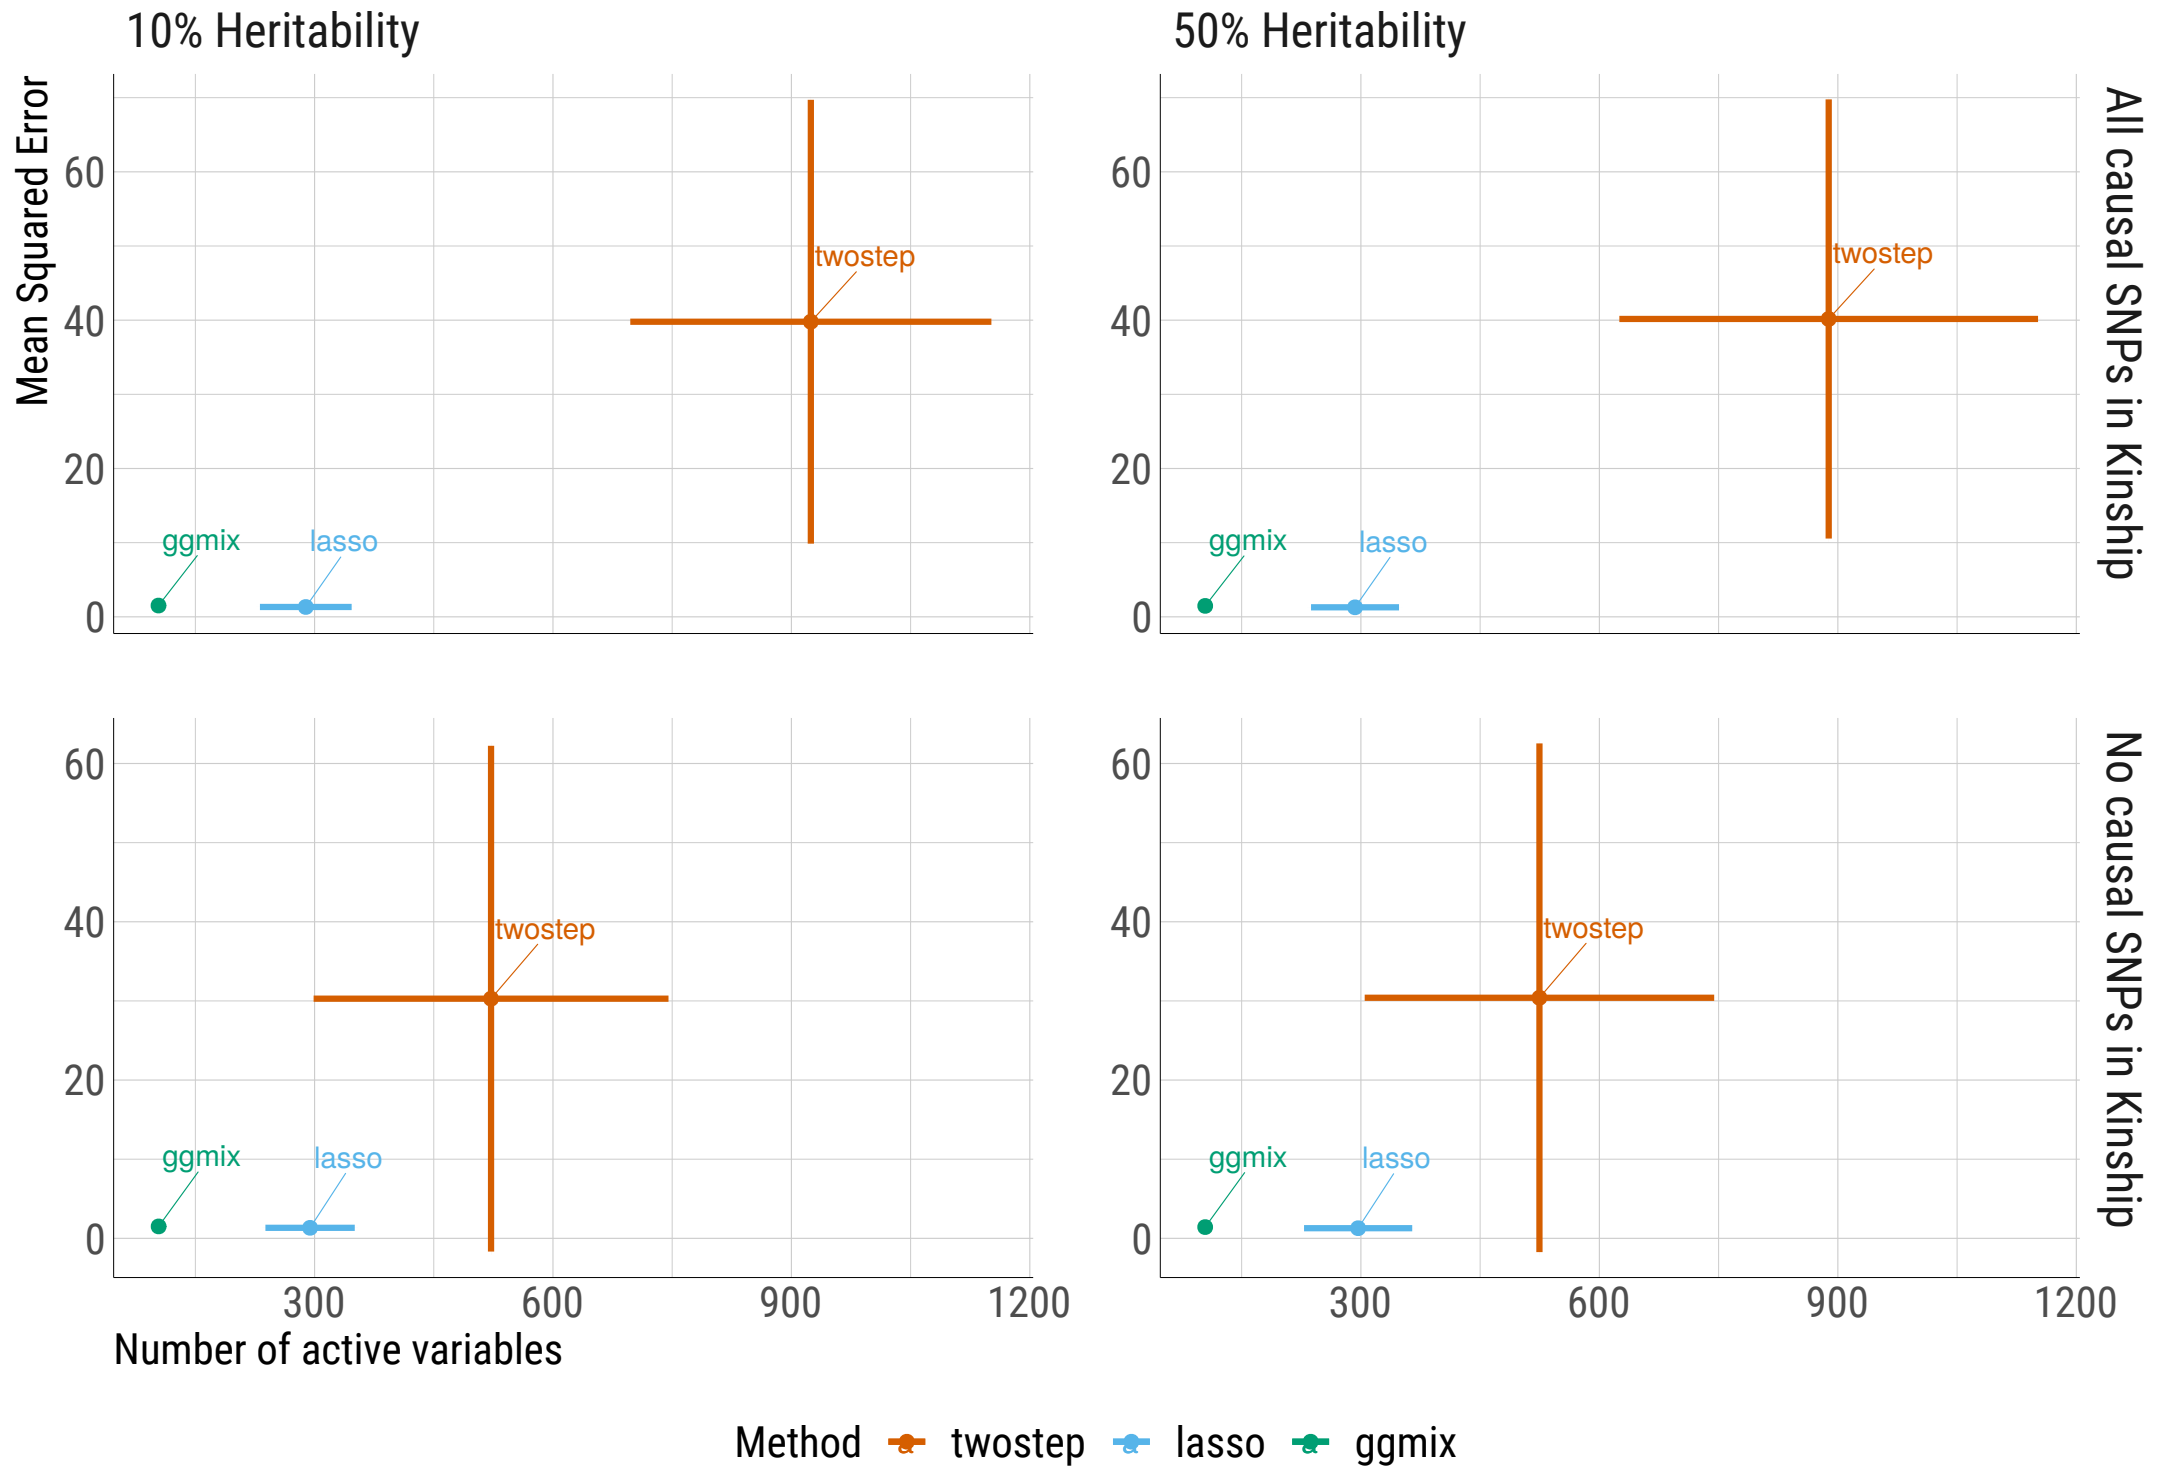 10% Heritability
50% Heritability
Mean Squared Error
60
40
20
0
twostep
ggmix
lasso
60
40
20
0
twostep
ggmix
lasso
All causal SNPs in Kinship
60
40
20
0
twostep
ggmix
lasso
300
600
900
1200
60
40
20
0
twostep
ggmix
lasso
300
600
900
1200
No causal SNPs in Kinship
Number of active variables
Method & twostep & lasso & ggmix